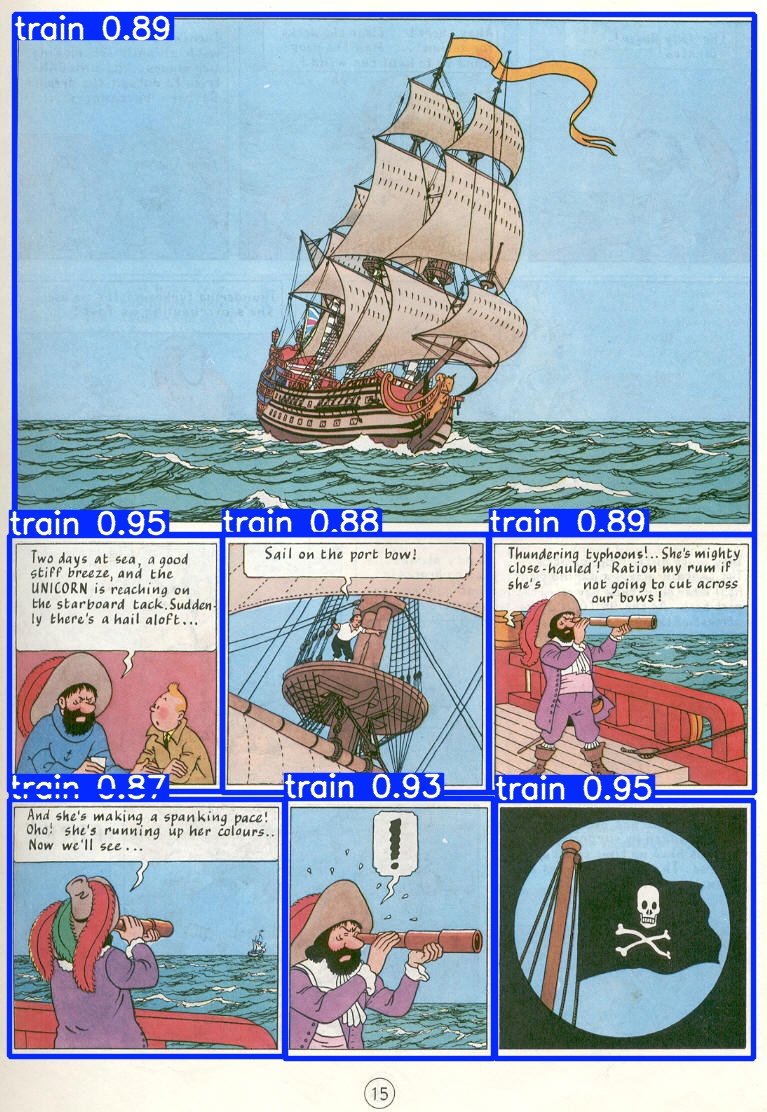 train 0.89
train 0.95
Two days at sea, a good
stiff breeze, and the
UNICORN is reaching on
the starboard tack. Sudden-
ly there's a hail aloft...
train 0.88
Sail on the port bow!
train 0.89
Thundering typhoons!.. She's mighty
close-hauled! Ration my rum if
she's not going to cut across
our bows!
train 0.87
And she's making a spanking pace!
Oho! she's running up her colours..
Now we'll see...
train 0.93
!
train 0.95
15